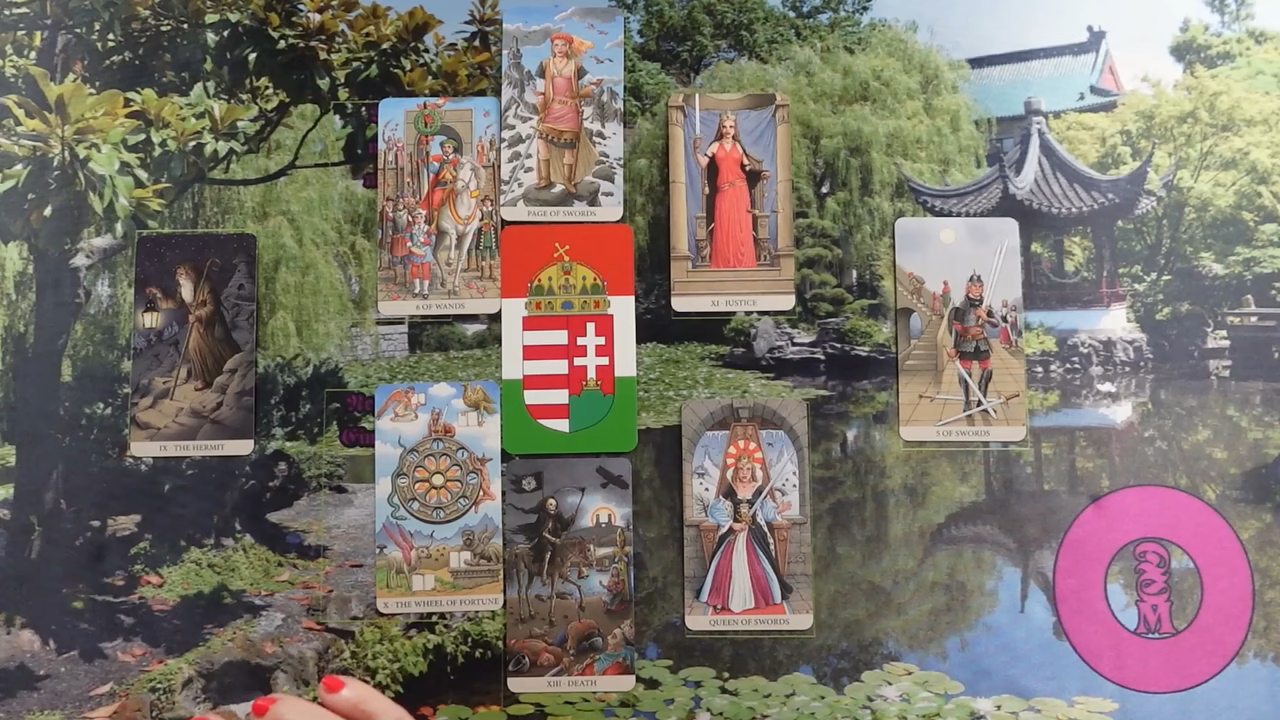 PAGE OF SWORDS
6 OF WANDS
XI · JUSTICE
IX · THE HERMIT
5 OF SWORDS
X · THE WHEEL OF FORTUNE
QUEEN OF SWORDS
XIII · DEATH